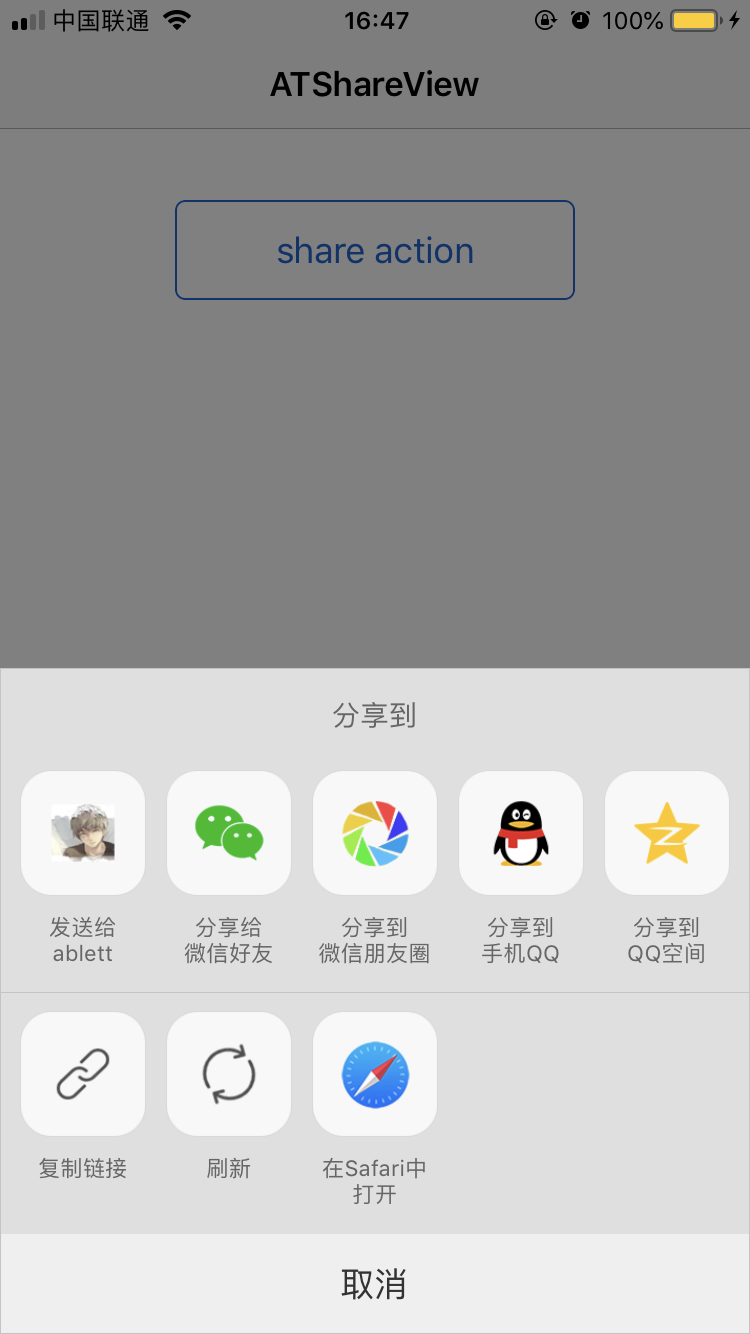 中国联通 16:47 100%
ATShareView
share action
分享到
发送给 分享给 分享到 分享到 分享到
ablett 微信好友 微信朋友圈 手机QQ QQ空间
复制链接 刷新 在Safari中
打开
取消